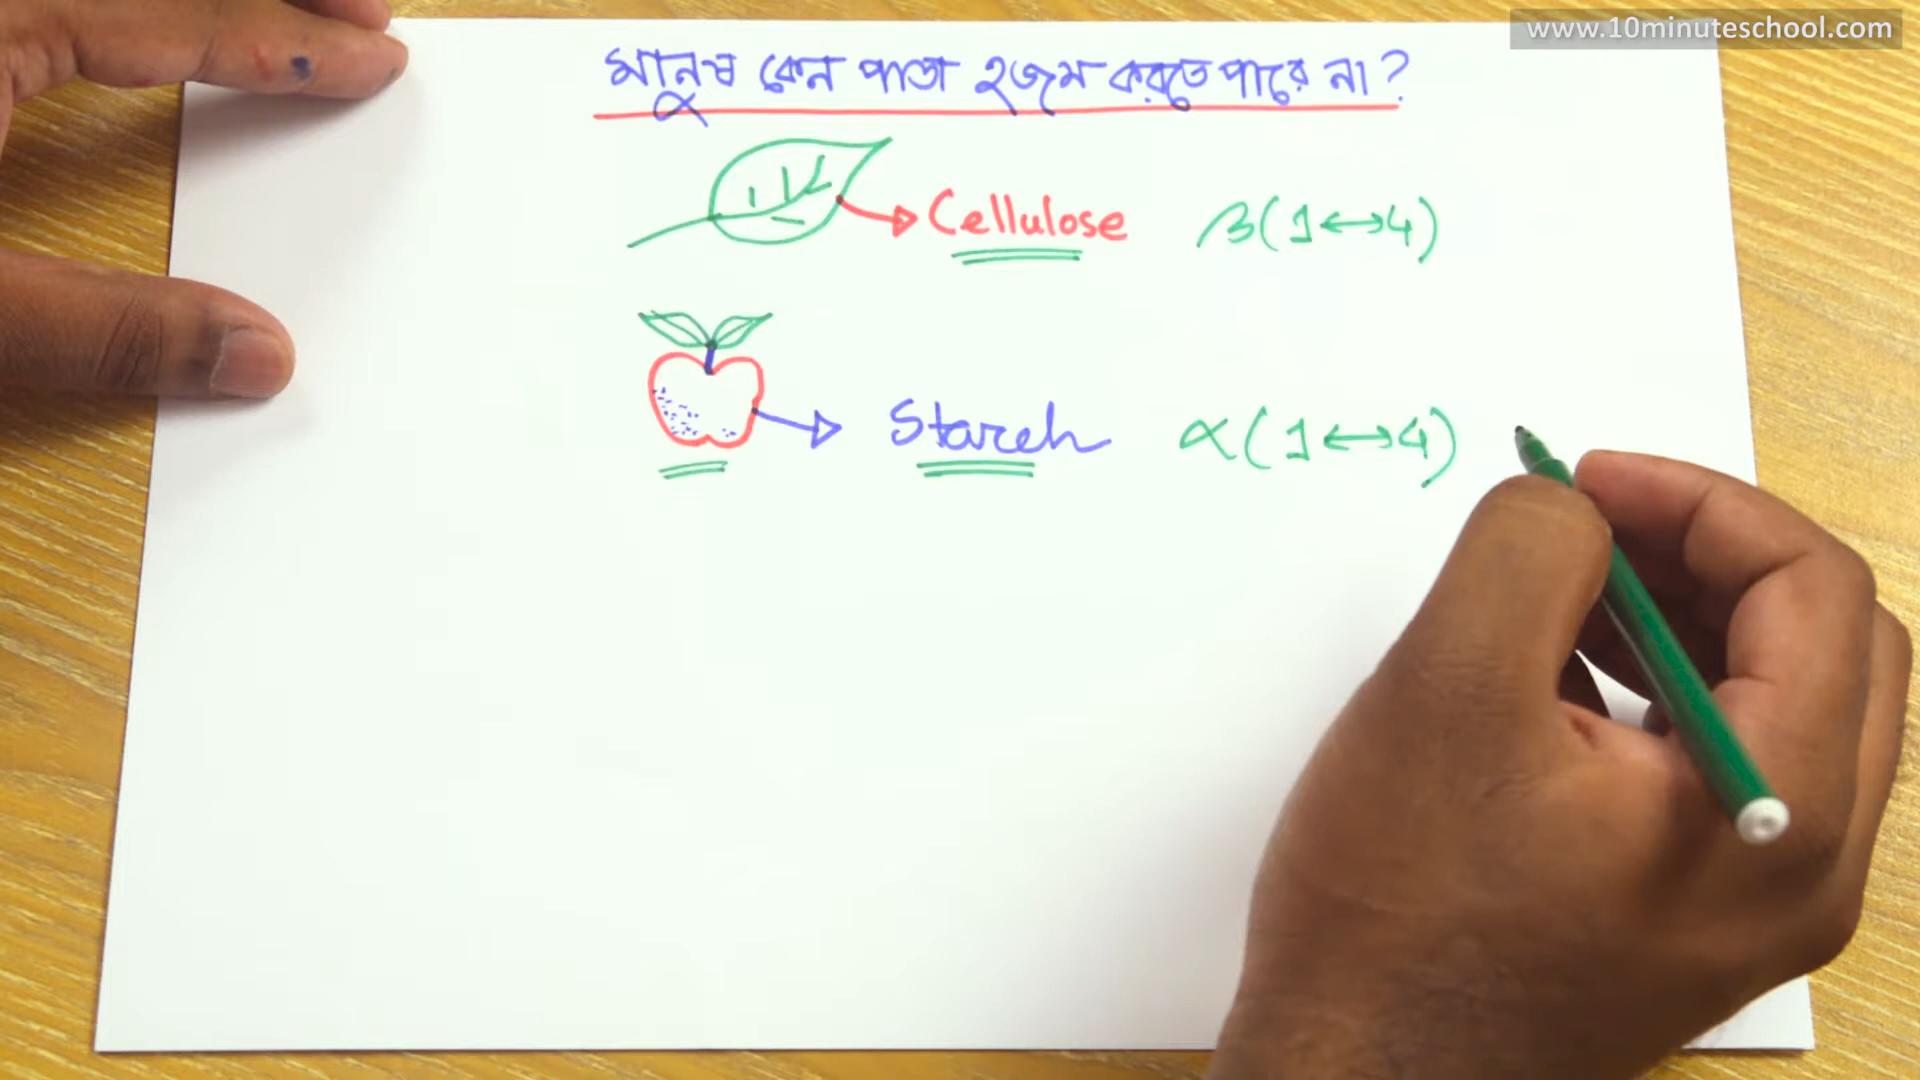 www.10minuteschool.com
মানুষ কেন পাতা হজম করতে পারে না?
Cellulose β(1↔4)
Starch α(1↔4)